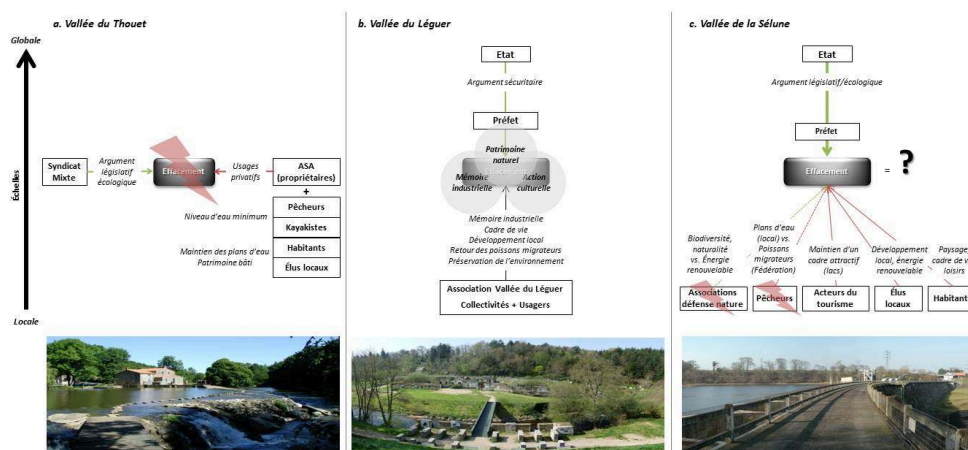 a. Vallée du Thouet
b. Vallée du Léguer
c. Vallée de la Sélune
Globale
Échelles
Locale
Syndicat
Mixte
Argument
législatif
écologique
Effacement
Usages
privatifs
ASA
(propriétaires)
+
Pêcheurs
Kayakistes
Habitants
Élus locaux
Niveau d'eau minimum
Maintien des plans d'eau
Patrimoine bâti
Etat
Argument sécuritaire
Préfet
Patrimoine
naturel
Effacement
Mémoire
industrielle
Action
culturelle
Mémoire industrielle
Cadre de vie
Développement local
Retour des poissons migrateurs
Préservation de l'environnement
Association Vallée du Léguer
Collectivités + Usagers
Etat
Argument législatif/écologique
Préfet
Effacement
= ?
Biodiversité,
naturalité
vs. Énergie
renouvelable
Plans d'eau
(local) vs.
Poissons
migrateurs
(Fédération)
Maintien d'un
cadre attractif
(lacs)
Développement
local, énergie
renouvelable
Paysage
cadre de v
loisirs
Associations
défense nature
Pêcheurs
Acteurs du
tourisme
Élus
locaux
Habitant